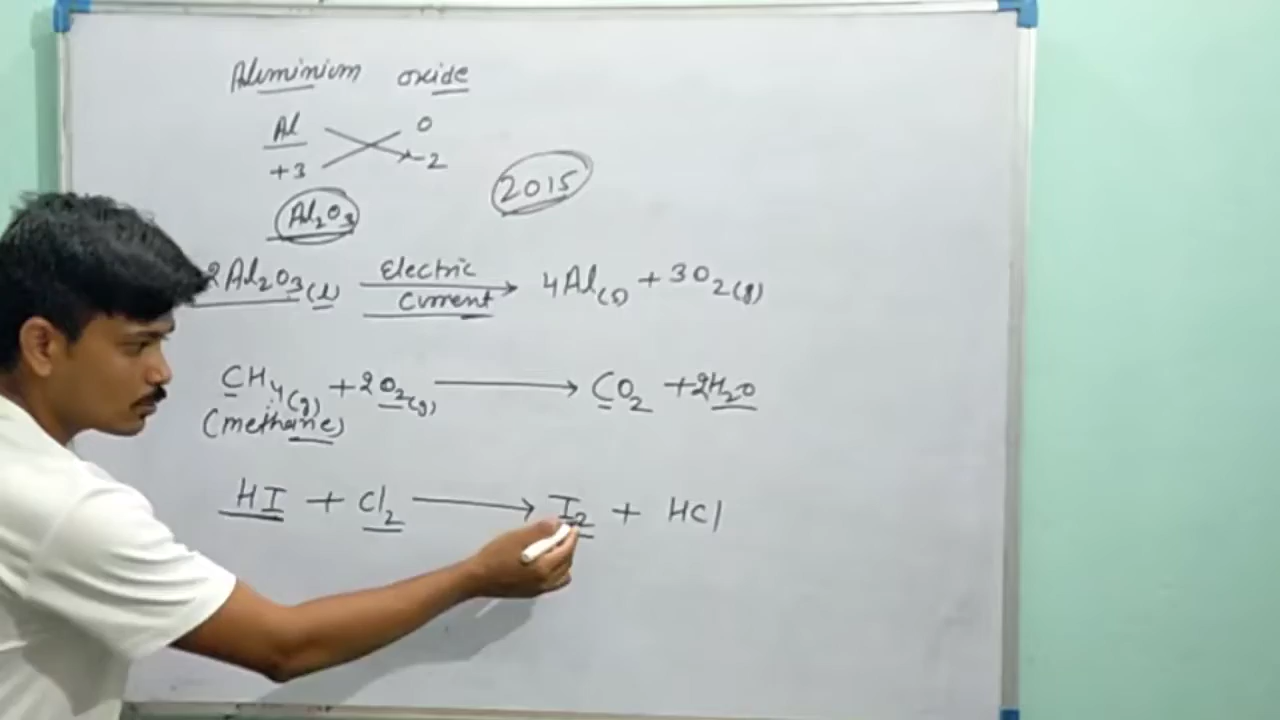 Aluminium oxide
Al O
+3 -2
2015
Al₂O₃
2Al₂O₃(l) Electric Current → 4Al(s) + 3O₂(g)
CH₄(g) + 2O₂(g) → CO₂ + 2H₂O
(methane)
HI + Cl₂ → I₂ + HCl